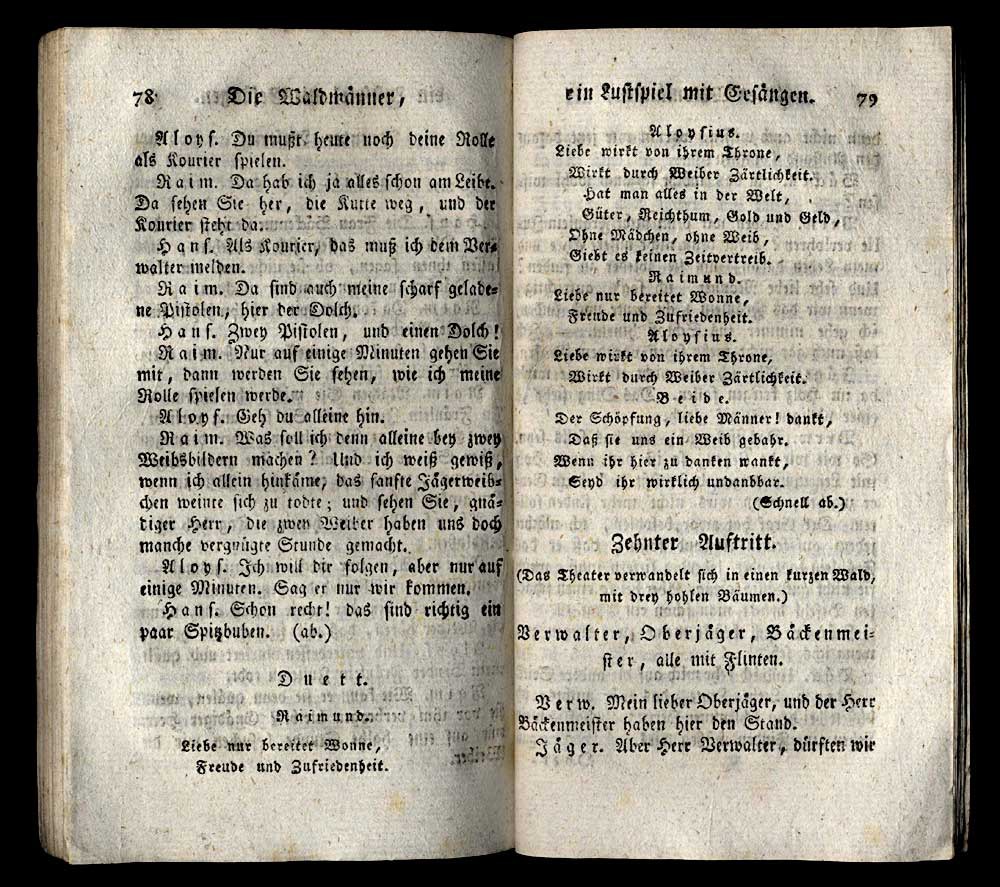 78 Die Waldmänner,
Aloys. Du mußt heute noch deine Rolle
als Kourier spielen.
Raim. Da hab ich ja alles schon am Leibe.
Da sehen Sie her, die Kutte weg, und der
Kourier steht da.
Hans. Als Kourier, das muß ich dem Ver=
walter melden.
Raim. Da sind auch meine scharf gelade=
ne Pistolen, hier der Dolch.
Hans. Zwey Pistolen, und einen Dolch!
Raim. Nur auf einige Minuten gehen Sie
mit, dann werden Sie sehen, wie ich meine
Rolle spielen werde.
Aloys. Geh du alleine hin.
Raim. Was soll ich denn alleine bey zwey
Weibsbildern machen? Und ich weiß gewiß,
wenn ich allein hinkäme, das sanfte Jägerweib=
chen weinte sich zu todte; und sehen Sie, gnä=
diger Herr, die zwey Weiber haben uns doch
manche vergnügte Stunde gemacht.
Aloys. Ich will dir folgen, aber nur auf
einige Minuten. Sag er nur wir kommen.
Hans. Schon recht! das sind richtig ein
paar Spitzbuben. (ab.)
Duett.
Raimund.
Liebe nur bereitet Wonne,
Freude und Zufriedenheit.
ein Lustspiel mit Gesängen. 79
Aloysius.
Liebe wirkt von ihrem Throne,
Wirkt durch Weiber Zärtlichkeit.
Hat man alles in der Welt,
Güter, Reichthum, Gold und Geld,
Ohne Mädchen, ohne Weib,
Giebt es keinen Zeitvertreib.
Raimund.
Liebe nur bereitet Wonne,
Freude und Zufriedenheit.
Aloysius.
Liebe wirkt von ihrem Throne,
Wirkt durch Weiber Zärtlichkeit.
Beide.
Der Schöpfung, liebe Männer! dankt,
Daß sie uns ein Weib gebahr.
Wenn ihr hier zu danken wankt,
Seyd ihr wirklich undankbar.
(Schnell ab.)
Zehnter Auftritt.
(Das Theater verwandelt sich in einen kurzen Wald,
mit drey hohlen Bäumen.)
Verwalter, Oberjäger, Bäckenmei=
ster, alle mit Flinten.
Verw. Mein lieber Oberjäger, und der Herr
Bäckenmeister haben hier den Stand.
Jäger. Aber Herr Verwalter, dürften wir